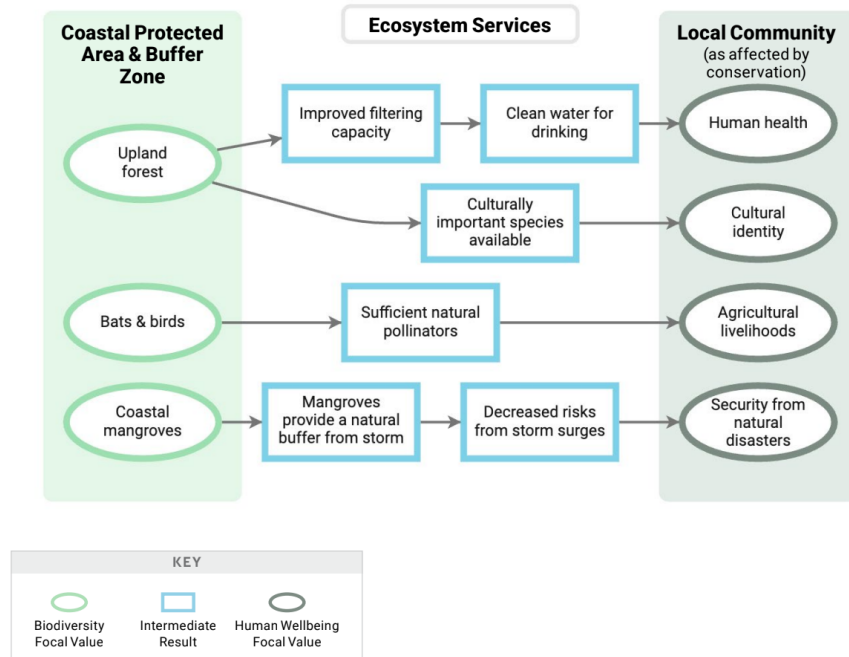 Coastal Protected
Area & Buffer
Zone
Ecosystem Services
Local Community
(as affected by
conservation)
Upland
forest
Improved filtering
capacity
Clean water for
drinking
Human health
Culturally
important species
available
Cultural
identity
Bats & birds
Sufficient natural
pollinators
Agricultural
livelihoods
Coastal
mangroves
Mangroves
provide a natural
buffer from storm
Decreased risks
from storm surges
Security from
natural
disasters
KEY
Biodiversity
Focal Value
Intermediate
Result
Human Wellbeing
Focal Value